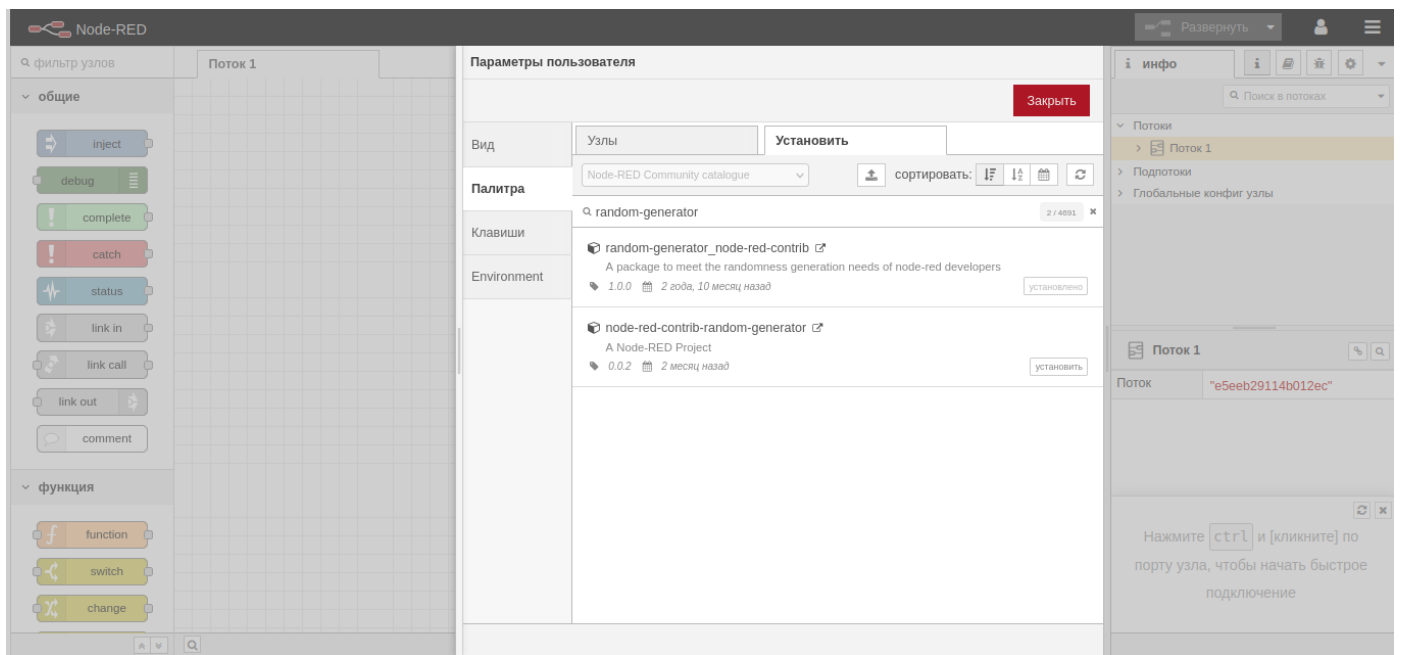 Node-RED
Развернуть
фильтр узлов
Поток 1
общие
inject
debug
complete
catch
status
link in
link call
link out
comment
функция
function
switch
change
Параметры пользователя
Закрыть
Вид
Палитра
Клавиши
Environment
Узлы
Установить
Node-RED Community catalogue
сортировать:
random-generator
2 / 4691
random-generator_node-red-contrib
A package to meet the randomness generation needs of node-red developers
1.0.0 2 года, 10 месяц назад
установлено
node-red-contrib-random-generator
A Node-RED Project
0.0.2 2 месяц назад
установить
инфо
Поиск в потоках
Потоки
Поток 1
Подпотоки
Глобальные конфиг узлы
Поток 1
Поток "e5eeb29114b012ec"
Нажмите ctrl и [кликните] по
порту узла, чтобы начать быстрое
подключение